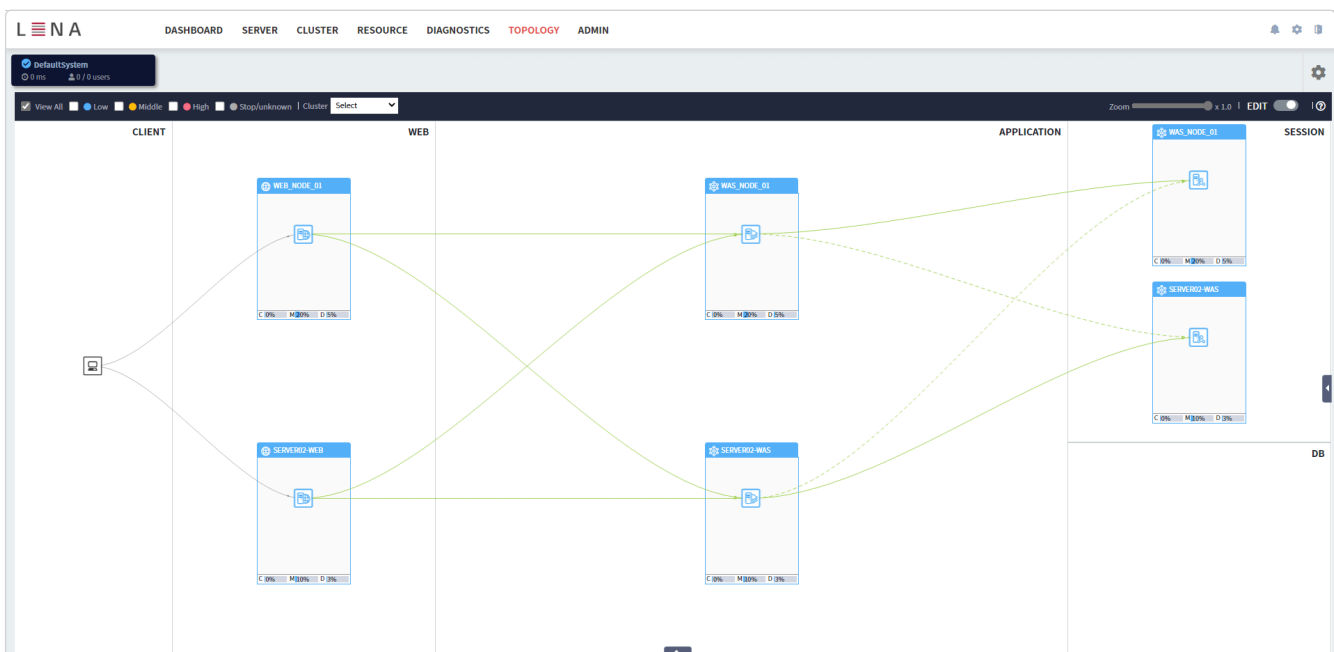 LENA DASHBOARD SERVER CLUSTER RESOURCE DIAGNOSTICS TOPOLOGY ADMIN
DefaultSystem
0 ms 0 / 0 users
View All Low Middle High Stop/unknown | Cluster Select Zoom x 1.0 | EDIT |
CLIENT WEB APPLICATION SESSION
WAS_NODE_01
C 0% M 20% D 5%
WEB_NODE_01
C 0% M 20% D 5%
WAS_NODE_01
C 0% M 20% D 5%
SERVER02-WAS
C 0% M 10% D 3%
SERVER02-WEB
C 0% M 10% D 3%
SERVER02-WAS
C 0% M 10% D 3%
DB